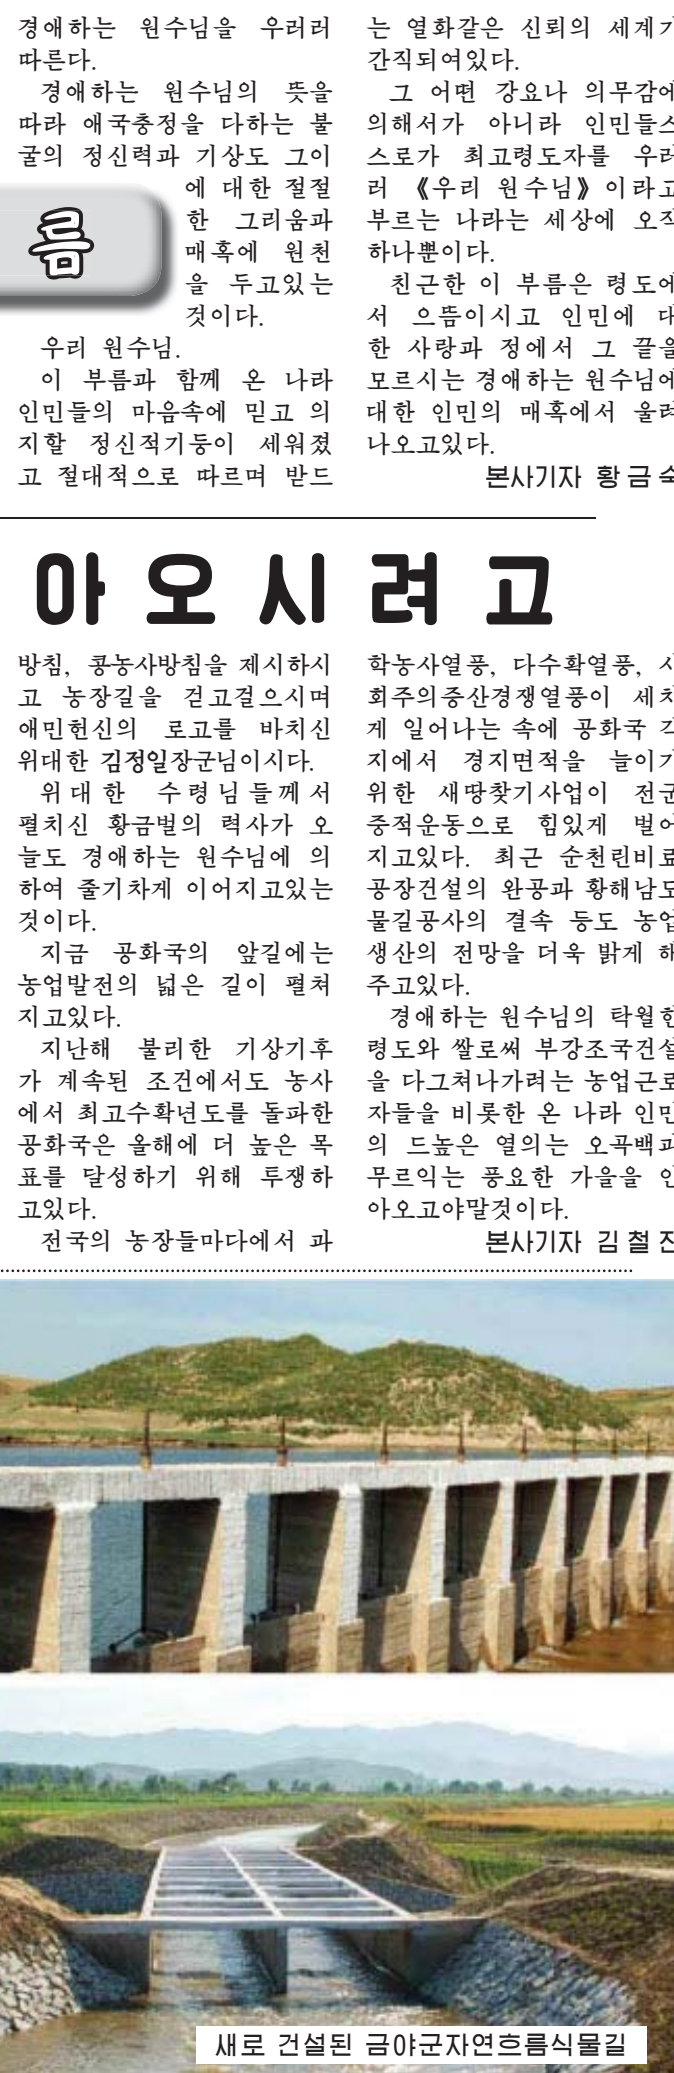 경애하는 원수님을 우러러
따른다.
경애하는 원수님의 뜻을
따라 애국충정을 다하는 불
굴의 정신력과 기상도 그이
에 대한 절절
한 그리움과
매혹에 원천
을 두고있는
것이다.
우리 원수님.
이 부름과 함께 온 나라
인민들의 마음속에 믿고 의
지할 정신적기둥이 세워졌
고 절대적으로 따르며 받드
름
는 열화같은 신뢰의 세계가
간직되여있다.
그 어떤 강요나 의무감에
의해서가 아니라 인민들스
스로가 최고령도자를 우러
러 《우리 원수님》이라고
부르는 나라는 세상에 오직
하나뿐이다.
친근한 이 부름은 령도에
서 으뜸이시고 인민에 대
한 사랑과 정에서 그 끝을
모르시는 경애하는 원수님에
대한 인민의 매혹에서 울려
나오고있다.
본사기자 황금숙
아오시려고
방침, 콩농사방침을 제시하시
고 농장길을 걷고걸으시며
애민헌신의 로고를 바치신
위대한 김정일장군님이시다.
위대한 수령님들께서
펼치신 황금벌의 력사가 오
늘도 경애하는 원수님에 의
하여 줄기차게 이어지고있는
것이다.
지금 공화국의 앞길에는
농업발전의 넓은 길이 펼쳐
지고있다.
지난해 불리한 기상기후
가 계속된 조건에서도 농사
에서 최고수확년도를 돌파한
공화국은 올해에 더 높은 목
표를 달성하기 위해 투쟁하
고있다.
전국의 농장들마다에서 과
학농사열풍, 다수확열풍, 사
회주의증산경쟁열풍이 세차
게 일어나는 속에 공화국 각
지에서 경지면적을 늘이기
위한 새땅찾기사업이 전군
중적운동으로 힘있게 벌어
지고있다. 최근 순천린비료
공장건설의 완공과 황해남도
물길공사의 결속 등도 농업
생산의 전망을 더욱 밝게 해
주고있다.
경애하는 원수님의 탁월한
령도와 쌀로써 부강조국건설
을 다그쳐나가려는 농업근로
자들을 비롯한 온 나라 인민
의 드높은 열의는 오곡백과
무르익는 풍요한 가을을 안
아오고야말것이다.
본사기자 김철진
새로 건설된 금야군자연흐름식물길